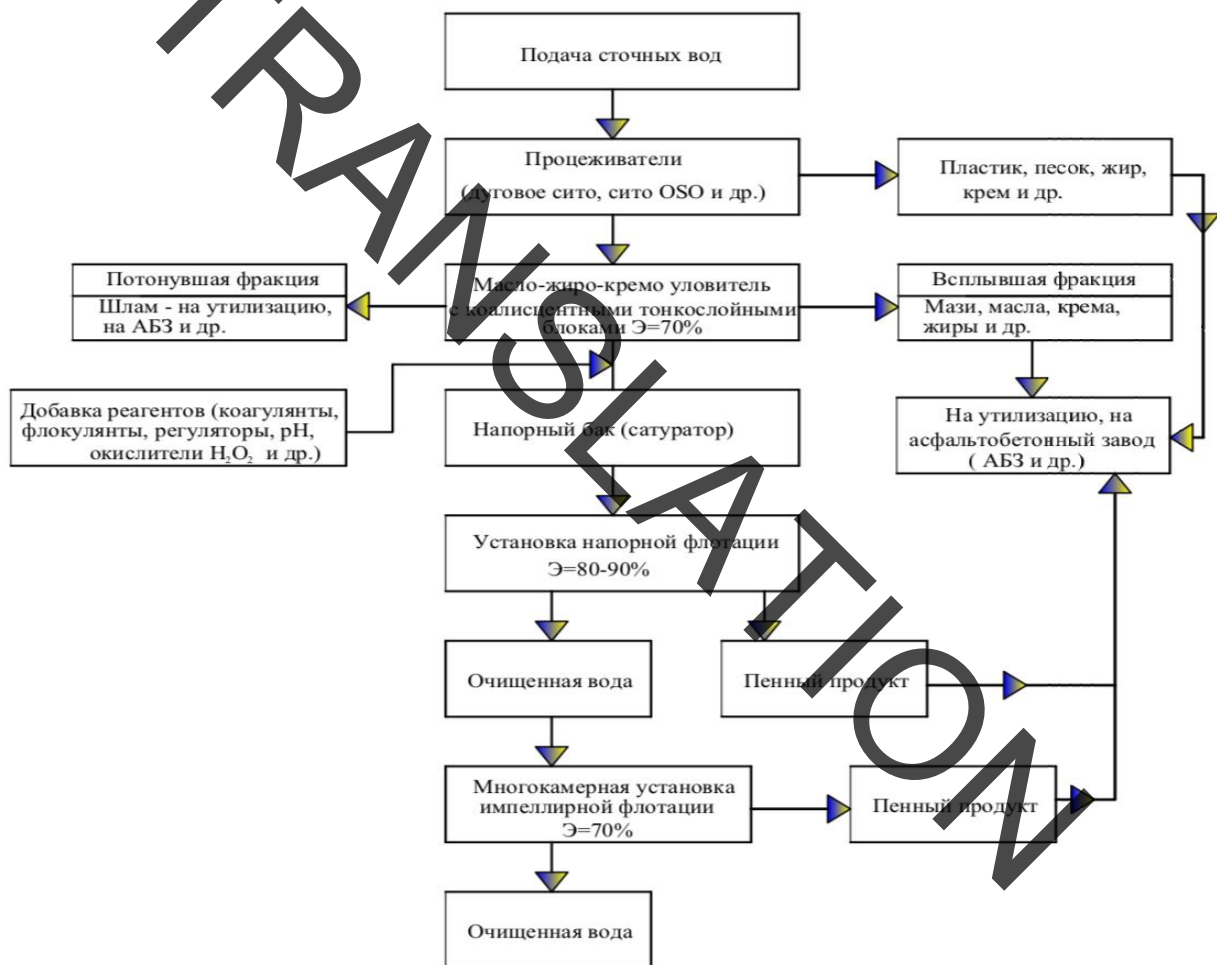 Подача сточных вод
Процеживатели
(дуговое сито, сито OSO и др.)
Пластик, песок, жир,
крем и др.
Потонувшая фракция
Шлам - на утилизацию,
на АБЗ и др.
Масло-жиро-кремо уловитель
с коалисцентными тонкослойными
блоками Э=70%
Всплывшая фракция
Мази, масла, крема,
жиры и др.
Добавка реагентов (коагулянты,
флокулянты, регуляторы, pH,
окислители H₂O₂ и др.)
Напорный бак (сатуратор)
На утилизацию, на
асфальтобетонный завод
( АБЗ и др.)
Установка напорной флотации
Э=80-90%
Очищенная вода
Пенный продукт
Многокамерная установка
импеллирной флотации
Э=70%
Пенный продукт
Очищенная вода
TRANSLATION